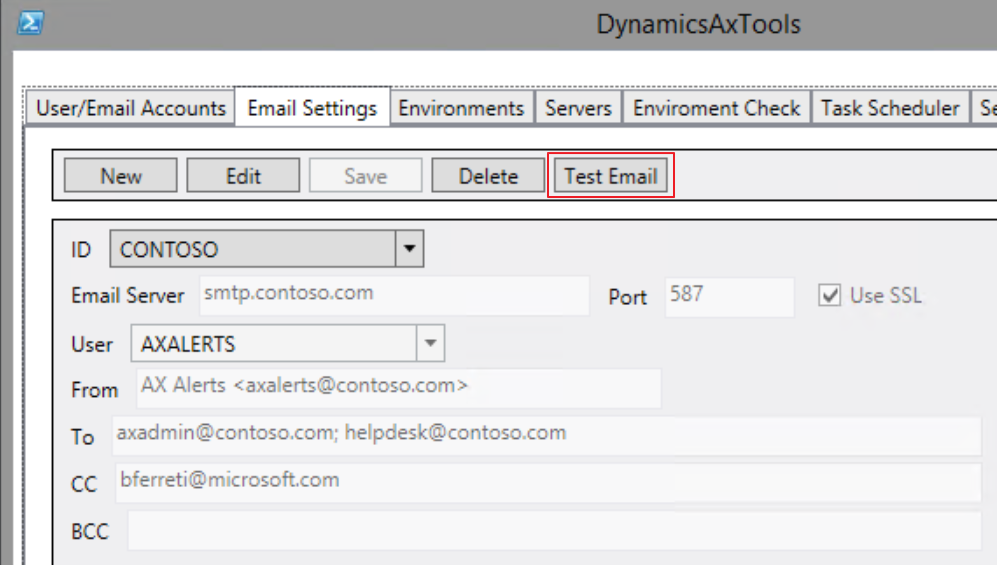 DynamicsAxTools
User/Email Accounts Email Settings Environments Servers Enviroment Check Task Scheduler Se
New Edit Save Delete Test Email
ID CONTOSO
Email Server smtp.contoso.com Port 587 Use SSL
User AXALERTS
From AX Alerts <axalerts@contoso.com>
To axadmin@contoso.com; helpdesk@contoso.com
CC bferreti@microsoft.com
BCC